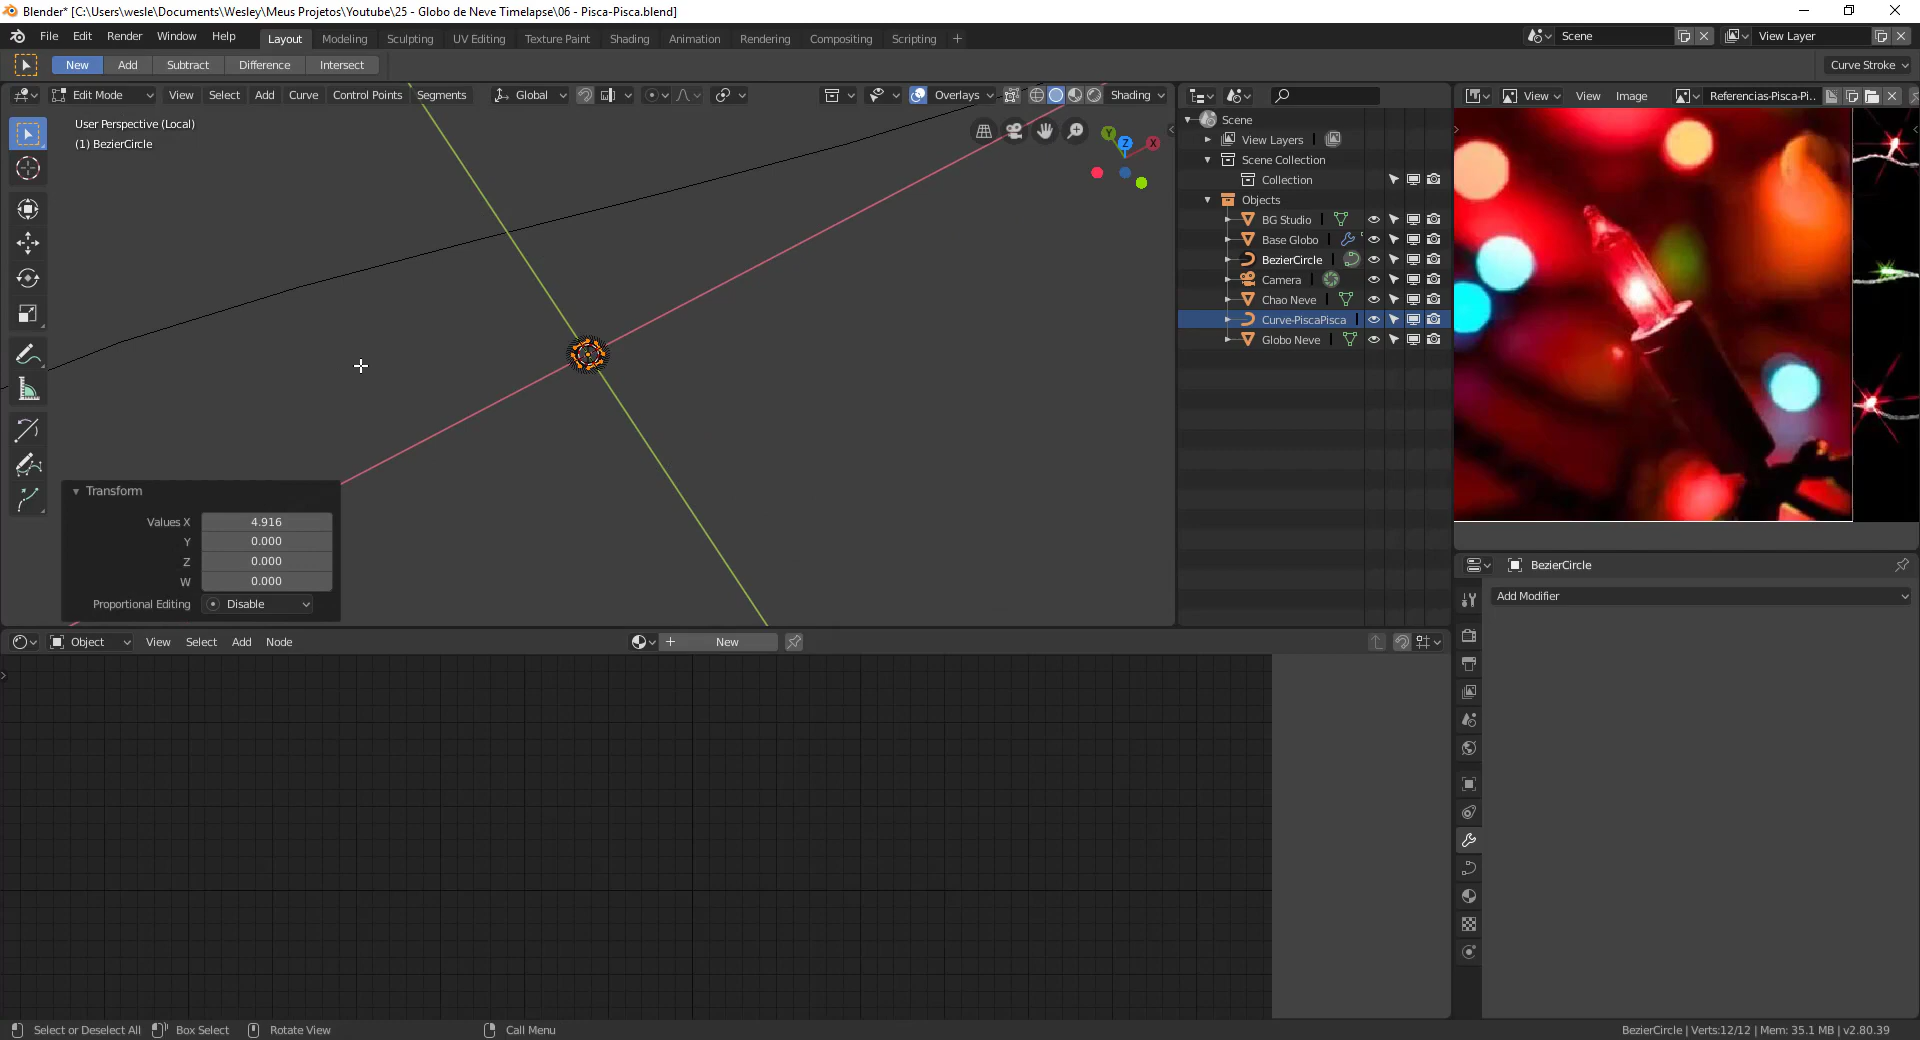 Blender* [C:\Users\wesle\Documents\Wesley\Meus Projetos\Youtube\25 - Globo de Neve Timelapse\06 - Pisca-Pisca.blend]
File Edit Render Window Help Layout Modeling Sculpting UV Editing Texture Paint Shading Animation Rendering Compositing Scripting + Scene View Layer
New Add Subtract Difference Intersect Curve Stroke
Edit Mode View Select Add Curve Control Points Segments Global Overlays Shading View View Image Referencias-Pisca-Pi..
User Perspective (Local)
(1) BezierCircle
Y Z X
Scene
View Layers
Scene Collection
Collection
Objects
BG Studio
Base Globo
BezierCircle
Camera
Chao Neve
Curve-PiscaPisca
Globo Neve
Transform
Values X 4.916
Y 0.000
Z 0.000
W 0.000
Proportional Editing Disable
BezierCircle
Add Modifier
Object View Select Add Node New
Select or Deselect All Box Select Rotate View Call Menu BezierCircle | Verts:12/12 | Mem: 35.1 MB | v2.80.39